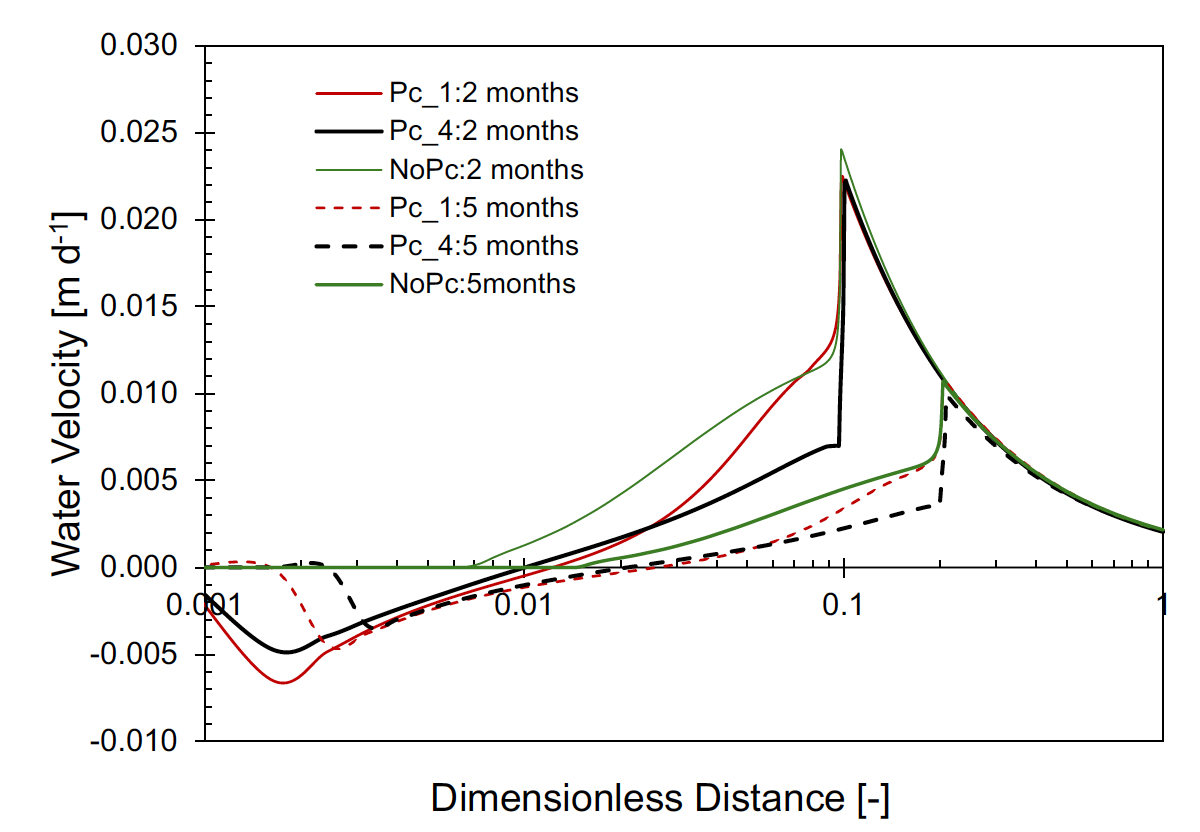 0.030
0.025
0.020
0.015
0.010
0.005
0.000
-0.005
-0.010
Water Velocity [m d-1]
Pc_1:2 months
Pc_4:2 months
NoPc:2 months
Pc_1:5 months
Pc_4:5 months
NoPc:5months
0.001 0.01 0.1 1
Dimensionless Distance [-]